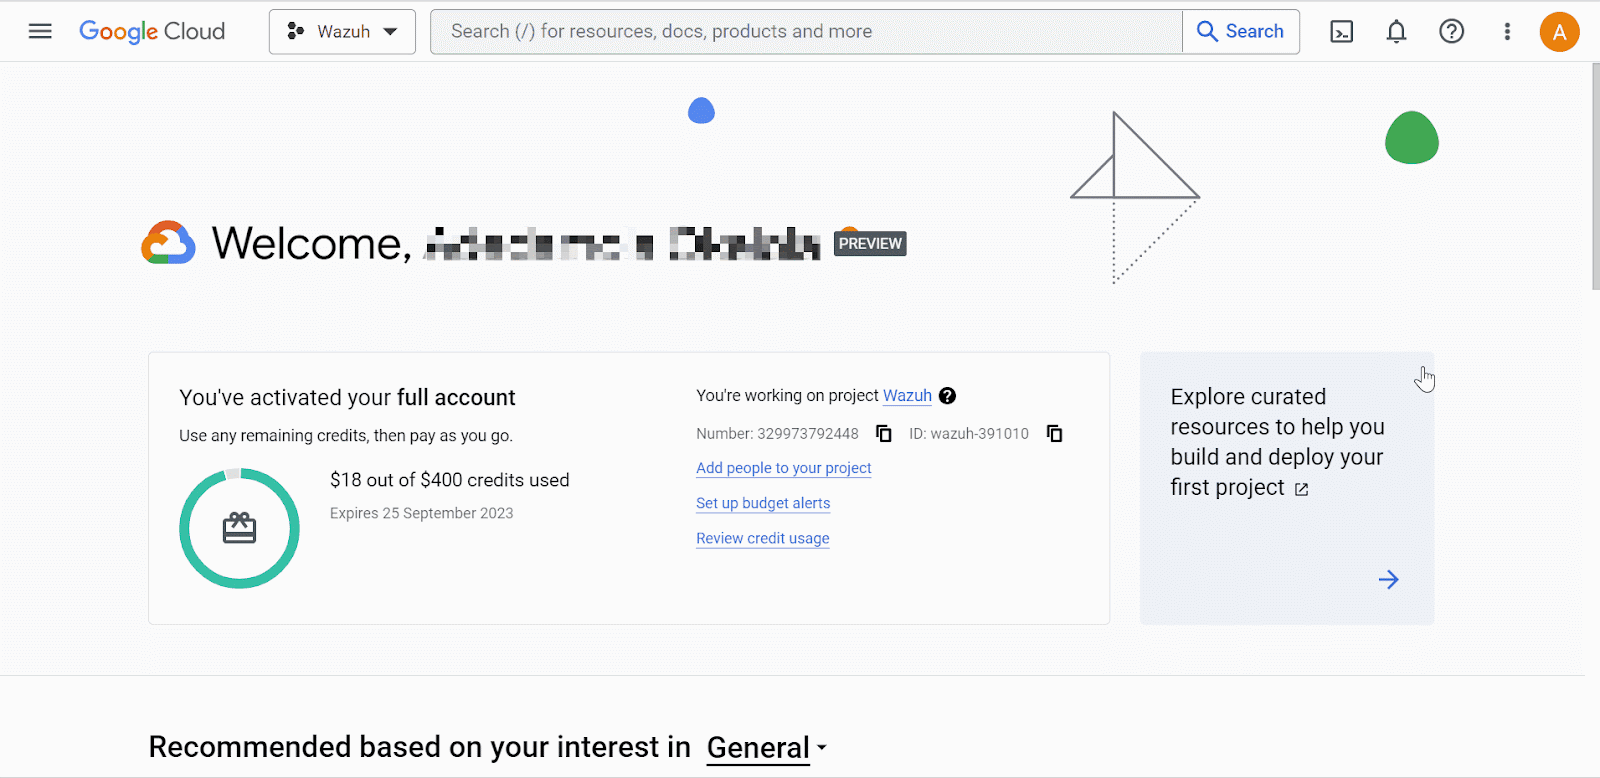 Google Cloud
Wazuh
Search (/) for resources, docs, products and more
Search
A
Welcome,
PREVIEW
You've activated your full account
Use any remaining credits, then pay as you go.
$18 out of $400 credits used
Expires 25 September 2023
You're working on project Wazuh
Number: 329973792448 ID: wazuh-391010
Add people to your project
Set up budget alerts
Review credit usage
Explore curated
resources to help you
build and deploy your
first project
Recommended based on your interest in General